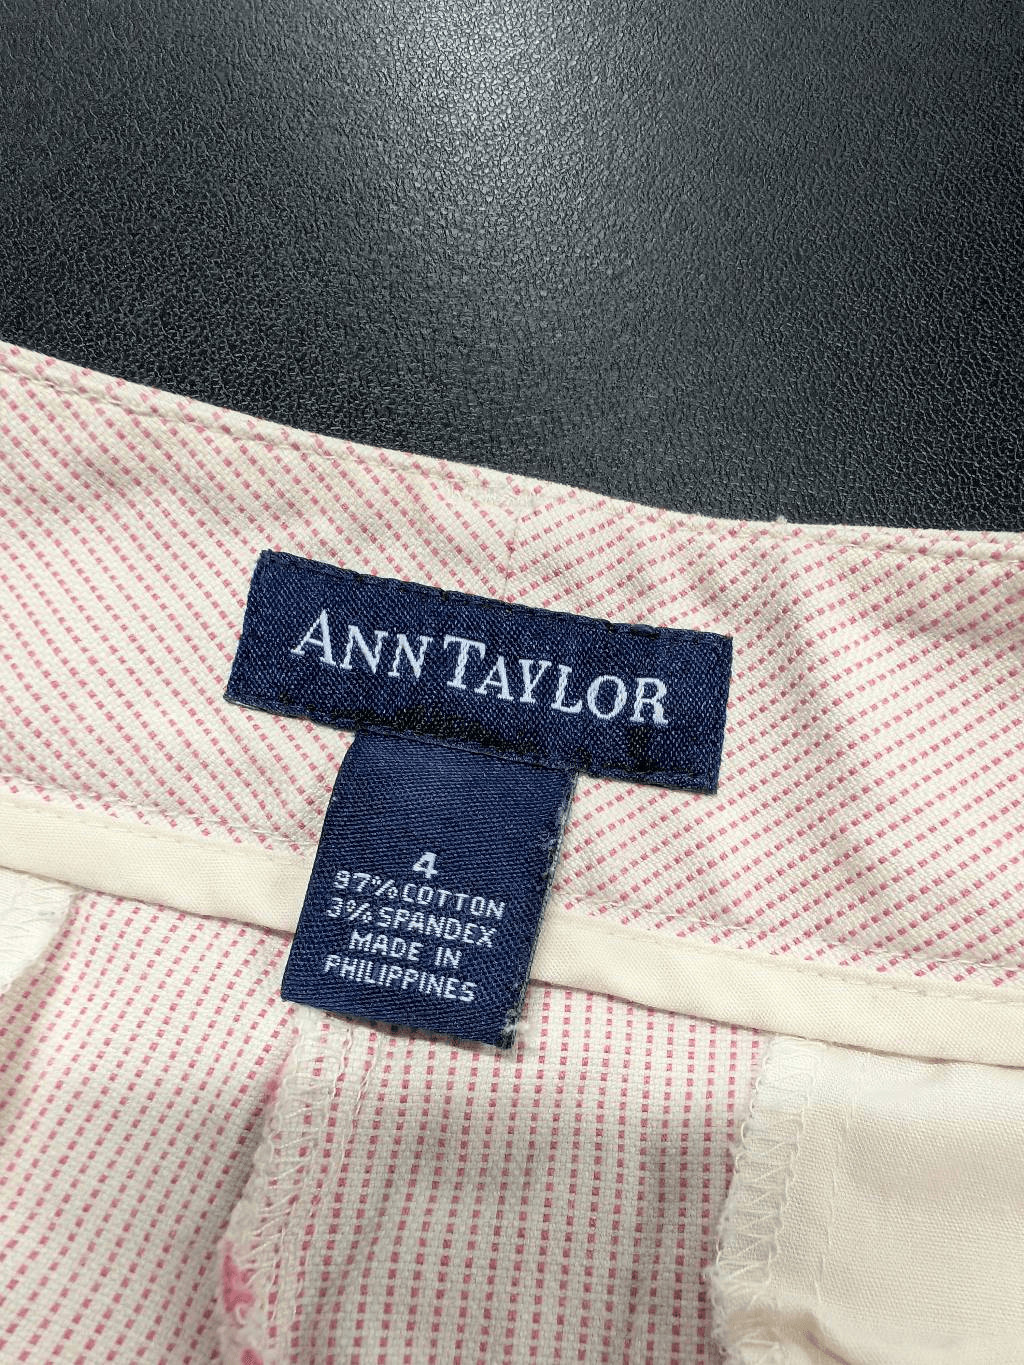 ANN TAYLOR
4
97% COTTON
3% SPANDEX
MADE IN
PHILIPPINES